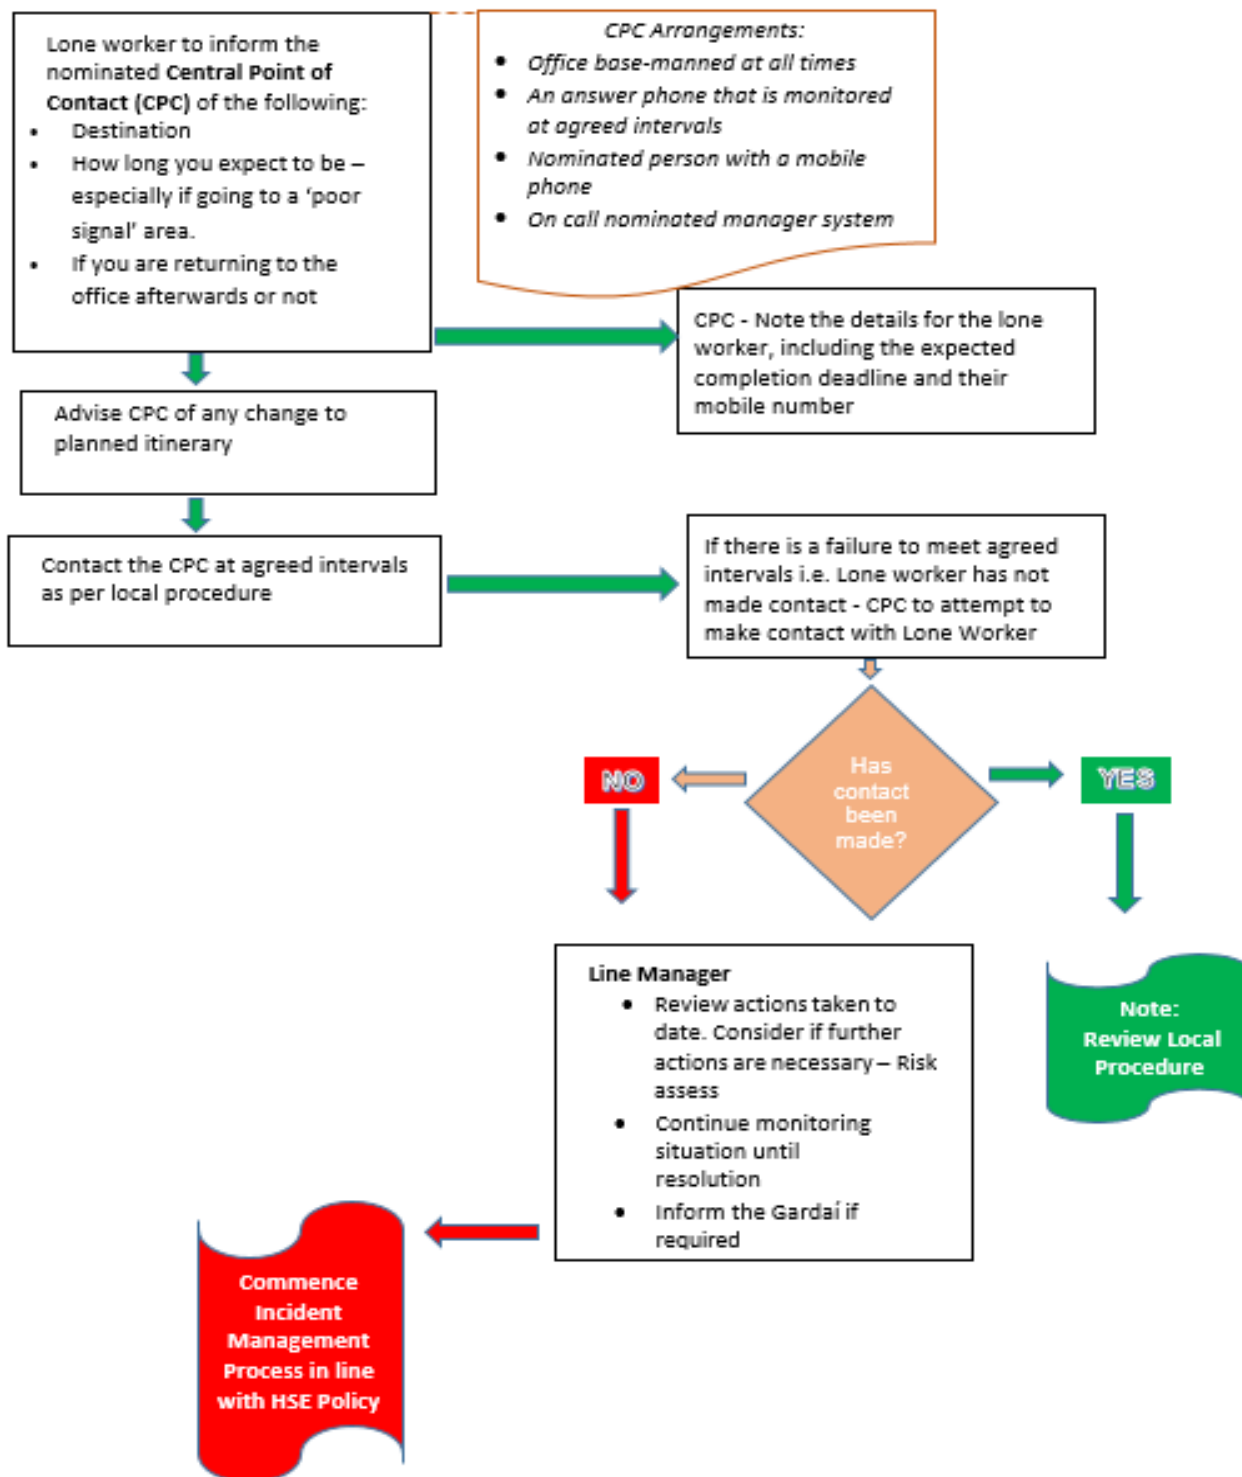 Lone worker to inform the
nominated Central Point of
Contact (CPC) of the following:
• Destination
• How long you expect to be –
especially if going to a ‘poor
signal’ area.
• If you are returning to the
office afterwards or not
CPC Arrangements:
• Office base-manned at all times
• An answer phone that is monitored
at agreed intervals
• Nominated person with a mobile
phone
• On call nominated manager system
CPC - Note the details for the lone
worker, including the expected
completion deadline and their
mobile number
Advise CPC of any change to
planned itinerary
Contact the CPC at agreed intervals
as per local procedure
If there is a failure to meet agreed
intervals i.e. Lone worker has not
made contact - CPC to attempt to
make contact with Lone Worker
Has
contact
been
made?
NO
YES
Line Manager
• Review actions taken to
date. Consider if further
actions are necessary – Risk
assess
• Continue monitoring
situation until
resolution
• Inform the Gardaí if
required
Note:
Review Local
Procedure
Commence
Incident
Management
Process in line
with HSE Policy